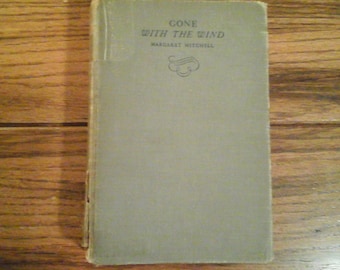 GONE
WITH THE WIND
MARGARET MITCHELL